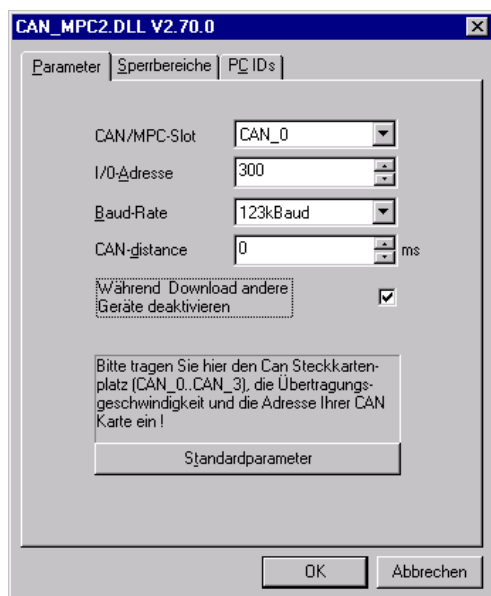 CAN_MPC2.DLL V2.70.0
Parameter Sperrbereiche PC IDs
CAN/MPC-Slot CAN_0
I/O-Adresse 300
Baud-Rate 123kBaud
CAN-distance 0 ms
Während Download andere
Geräte deaktivieren
Bitte tragen Sie hier den Can Steckkarten-
platz (CAN_0..CAN_3), die Übertragungs-
geschwindigkeit und die Adresse Ihrer CAN
Karte ein !
Standardparameter
OK Abbrechen